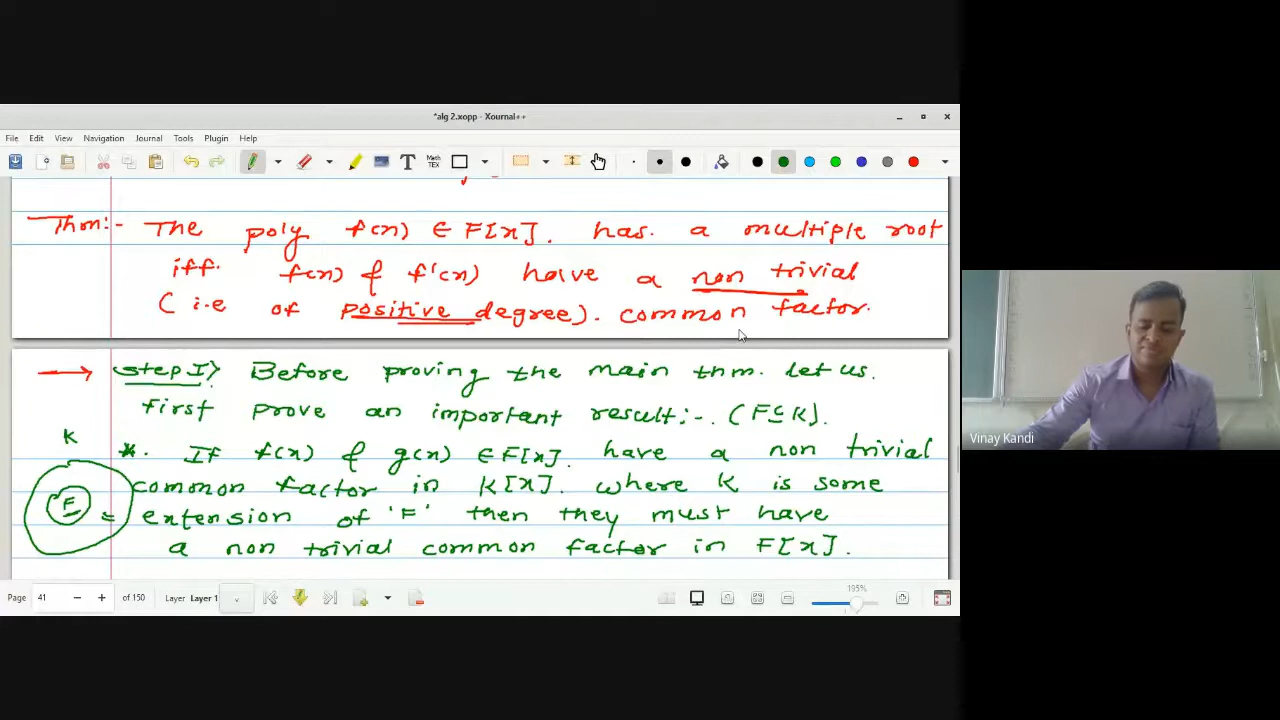 *alg 2.xopp - Xournal++
File Edit View Navigation Journal Tools Plugin Help
Thm:- The poly f(x) ∈ F[x]. has a multiple root
iff. f(x) & f'(x) have a non trivial
(i.e of positive degree). common factor.
→ step I> Before proving the main thm. let us.
first prove an important result:-. (F⊆K).
K
*. If f(x) & g(x) ∈ F[x]. have a non trivial
common factor in K[x]. where K is some
F = extension of 'F' then they must have
a non trivial common factor in F[x].
Page 41 of 150 Layer Layer 1 195%
Vinay Kandi